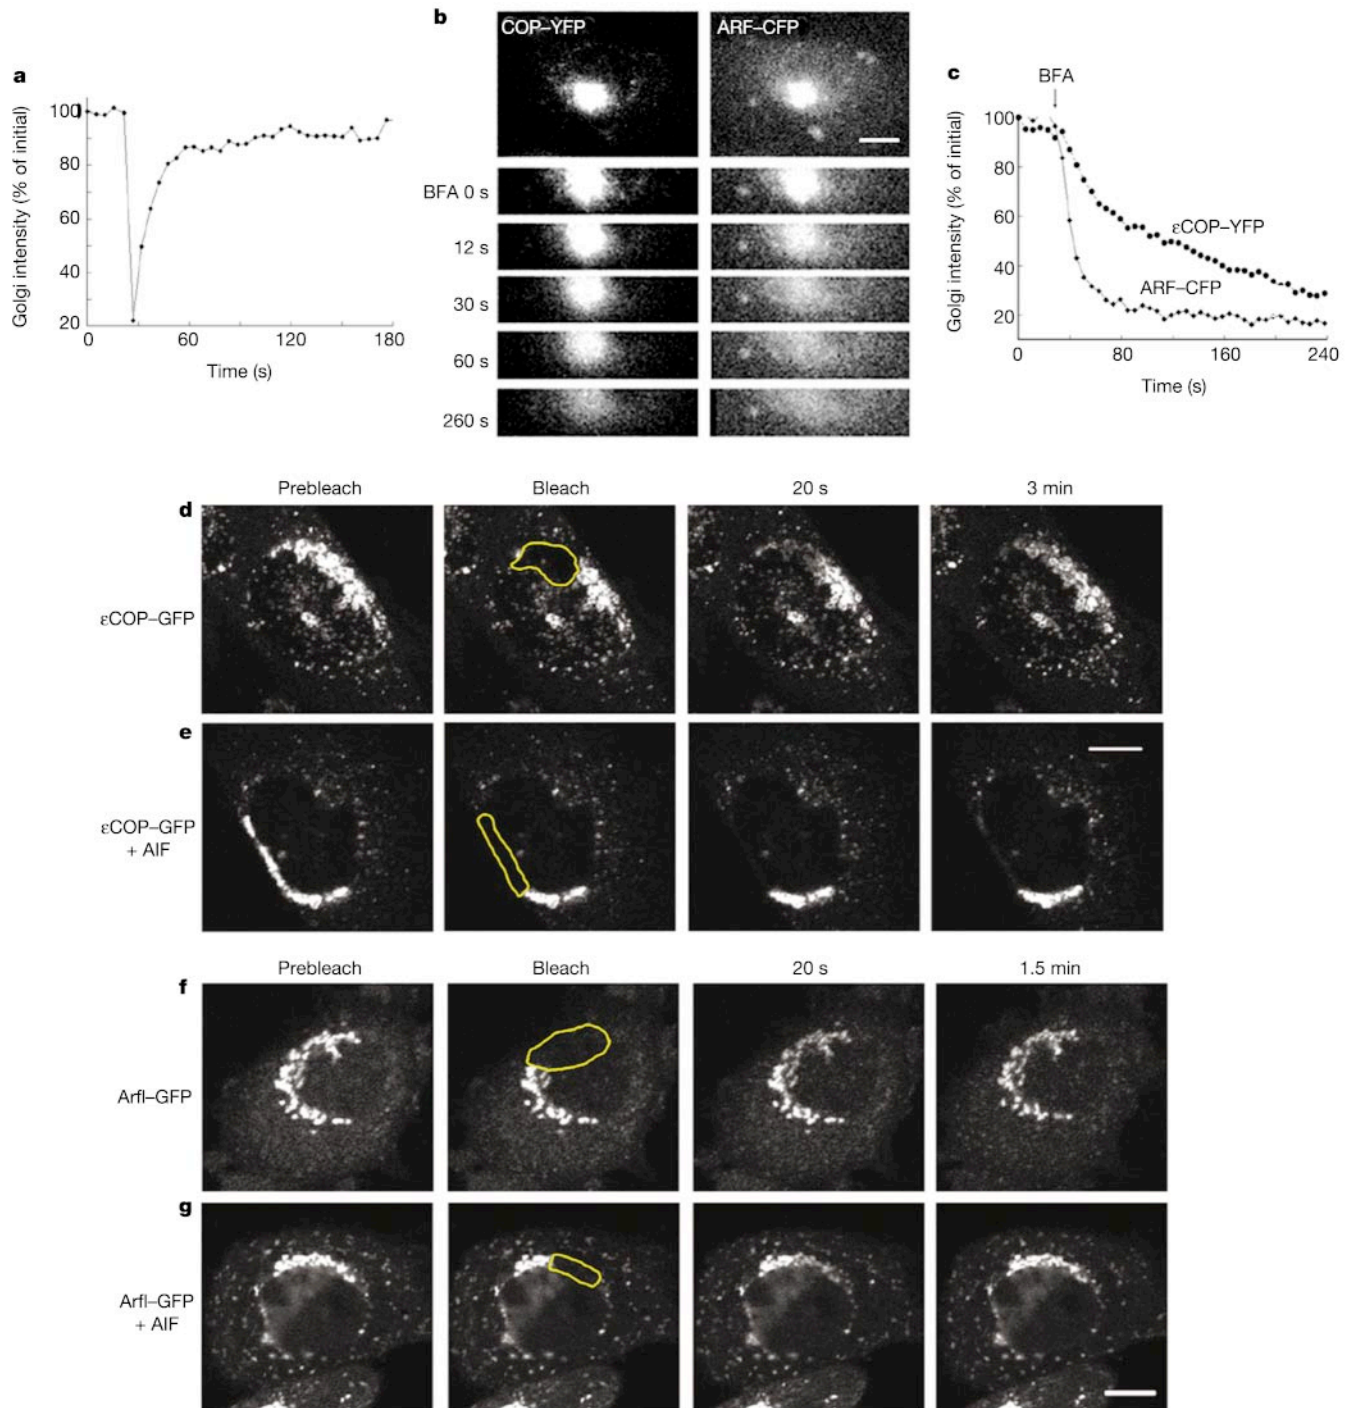 a
Golgi intensity (% of initial)
100
80
60
40
20
0 60 120 180
Time (s)
b
COP–YFP ARF–CFP
BFA 0 s
12 s
30 s
60 s
260 s
c
BFA
Golgi intensity (% of initial)
100
80
60
40
20
εCOP–YFP
ARF–CFP
0 80 160 240
Time (s)
Prebleach Bleach 20 s 3 min
d
εCOP–GFP
e
εCOP–GFP
+ AlF
Prebleach Bleach 20 s 1.5 min
f
Arfl–GFP
g
Arfl–GFP
+ AlF